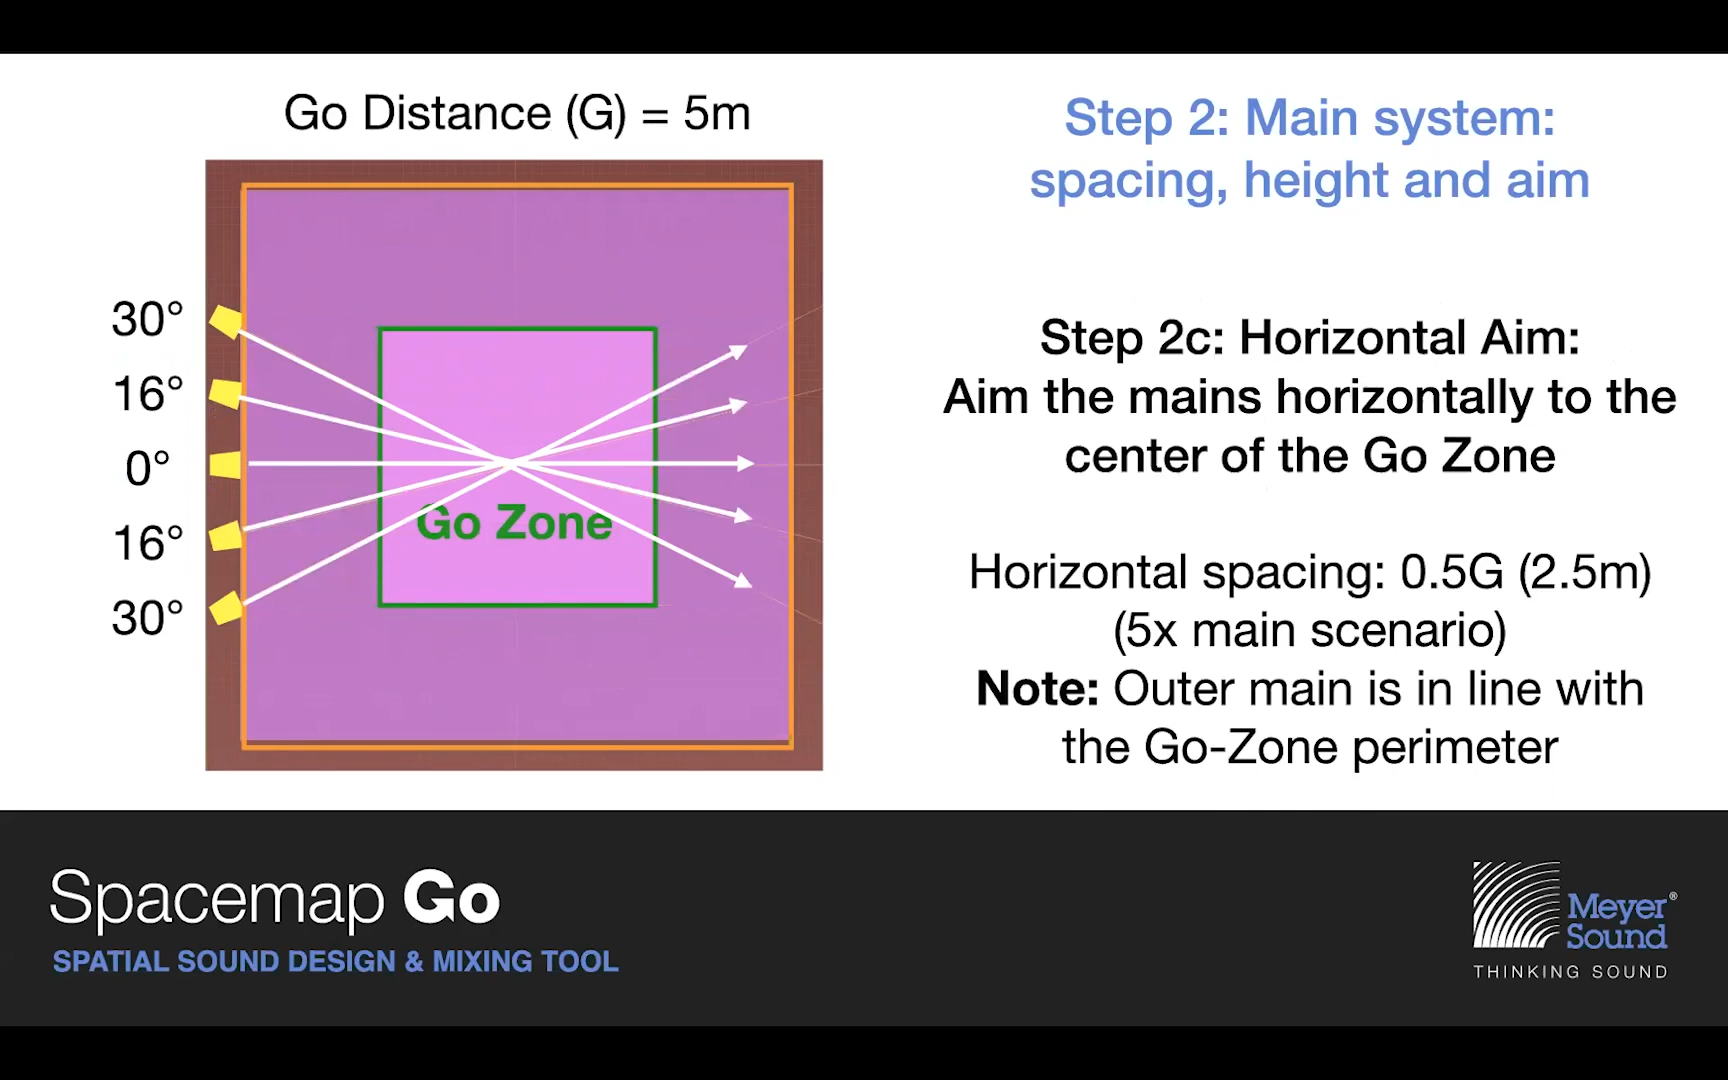 Go Distance (G) = 5m
30°
16°
0°
16°
30°
Go Zone
Step 2: Main system:
spacing, height and aim
Step 2c: Horizontal Aim:
Aim the mains horizontally to the
center of the Go Zone
Horizontal spacing: 0.5G (2.5m)
(5x main scenario)
Note: Outer main is in line with
the Go-Zone perimeter
Spacemap Go
SPATIAL SOUND DESIGN & MIXING TOOL
Meyer®
Sound
THINKING SOUND